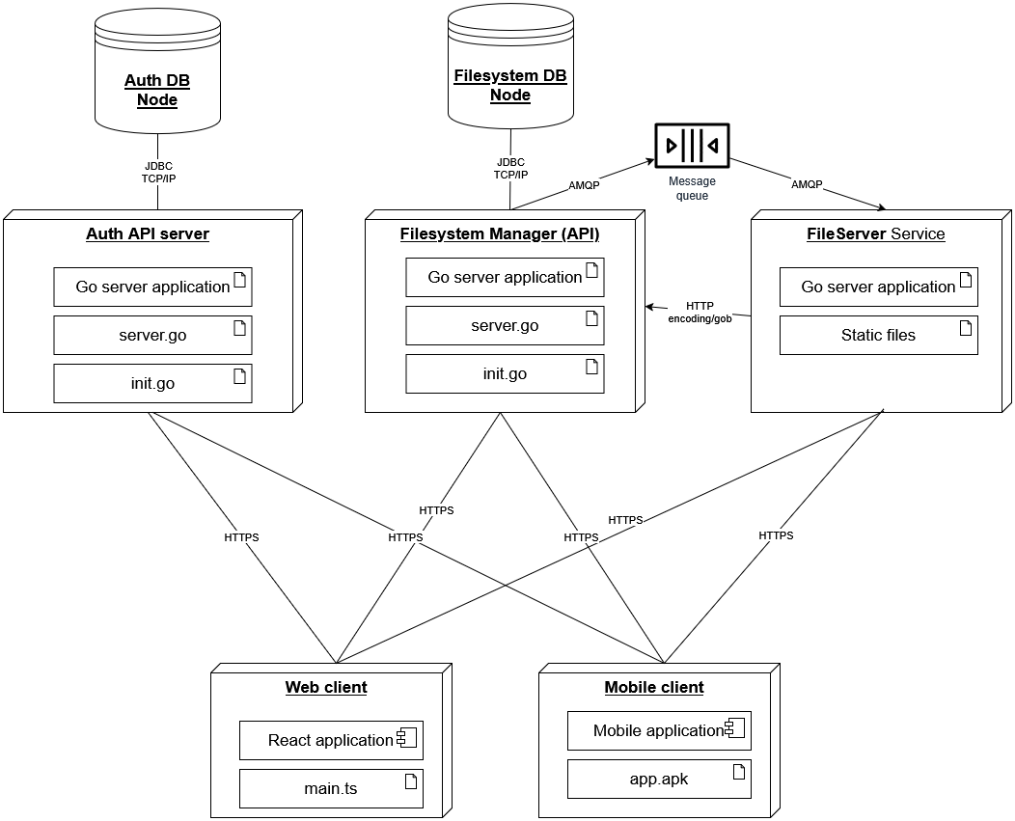 Auth DB
Node
Filesystem DB
Node
JDBC
TCP/IP
JDBC
TCP/IP
AMQP
Message
queue
AMQP
Auth API server
Go server application
server.go
init.go
Filesystem Manager (API)
Go server application
server.go
init.go
HTTP
encoding/gob
FileServer Service
Go server application
Static files
HTTPS
HTTPS
HTTPS
HTTPS
HTTPS
HTTPS
Web client
React application
main.ts
Mobile client
Mobile application
app.apk